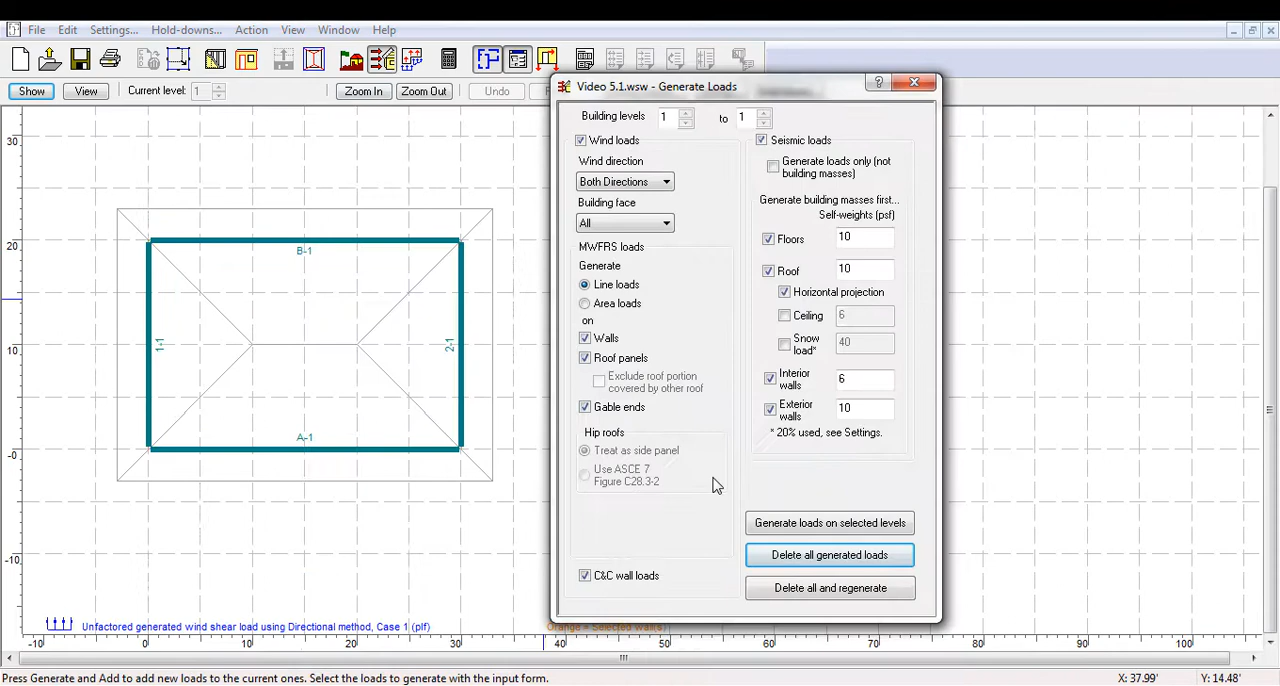 File Edit Settings... Hold-downs... Action View Window Help
Show View Current level: 1 Zoom In Zoom Out Undo
Video 5.1.wsw - Generate Loads
Building levels 1 to 1
Wind loads
Wind direction
Both Directions
Building face
All
MWFRS loads
Generate
Line loads
Area loads
on
Walls
Roof panels
Exclude roof portion
covered by other roof
Gable ends
Hip roofs
Treat as side panel
Use ASCE 7
Figure C28.3-2
C&C wall loads
Seismic loads
Generate loads only (not
building masses)
Generate building masses first...
Self-weights (psf)
Floors 10
Roof 10
Horizontal projection
Ceiling 6
Snow
load* 40
Interior
walls 6
Exterior
walls 10
* 20% used, see Settings.
Generate loads on selected levels
Delete all generated loads
Delete all and regenerate
30
20
10
-0
-10
B-1
1-1
2-1
A-1
Unfactored generated wind shear load using Directional method, Case 1 (plf)
Orange = Selected wall(s)
-10 0 10 20 30 40 50 60 70 80 90 100
Press Generate and Add to add new loads to the current ones. Select the loads to generate with the input form.
X: 37.99' Y: 14.48'